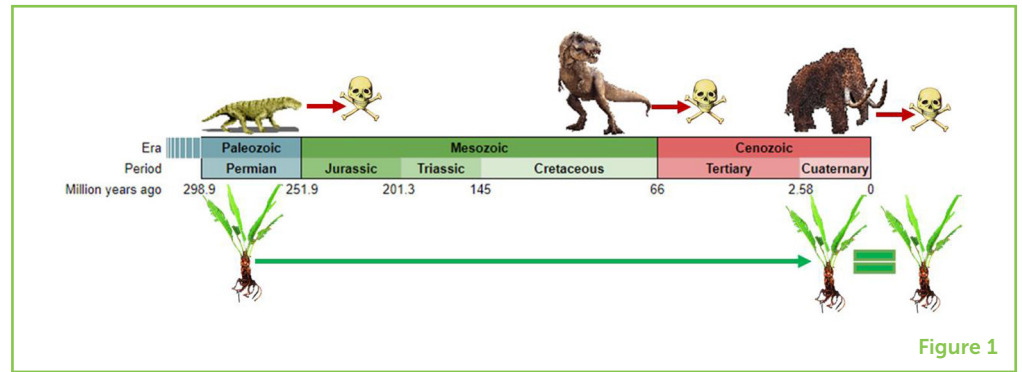 Era Paleozoic Mesozoic Cenozoic
Period Permian Jurassic Triassic Cretaceous Tertiary Cuaternary
Million years ago 298.9 251.9 201.3 145 66 2.58 0
Figure 1